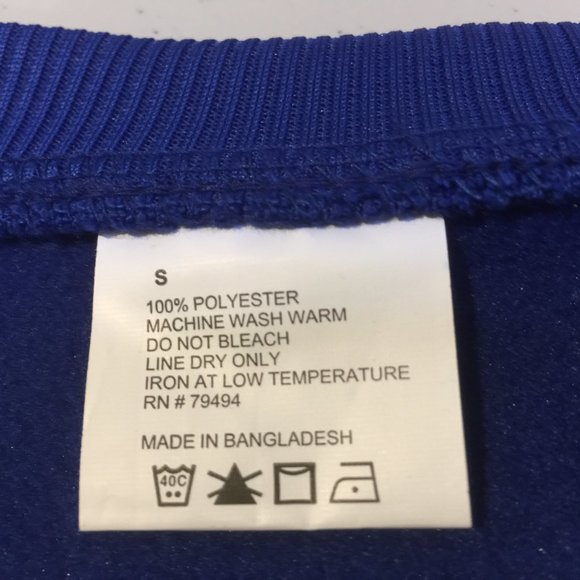 S
100% POLYESTER
MACHINE WASH WARM
DO NOT BLEACH
LINE DRY ONLY
IRON AT LOW TEMPERATURE
RN # 79494
MADE IN BANGLADESH
40C